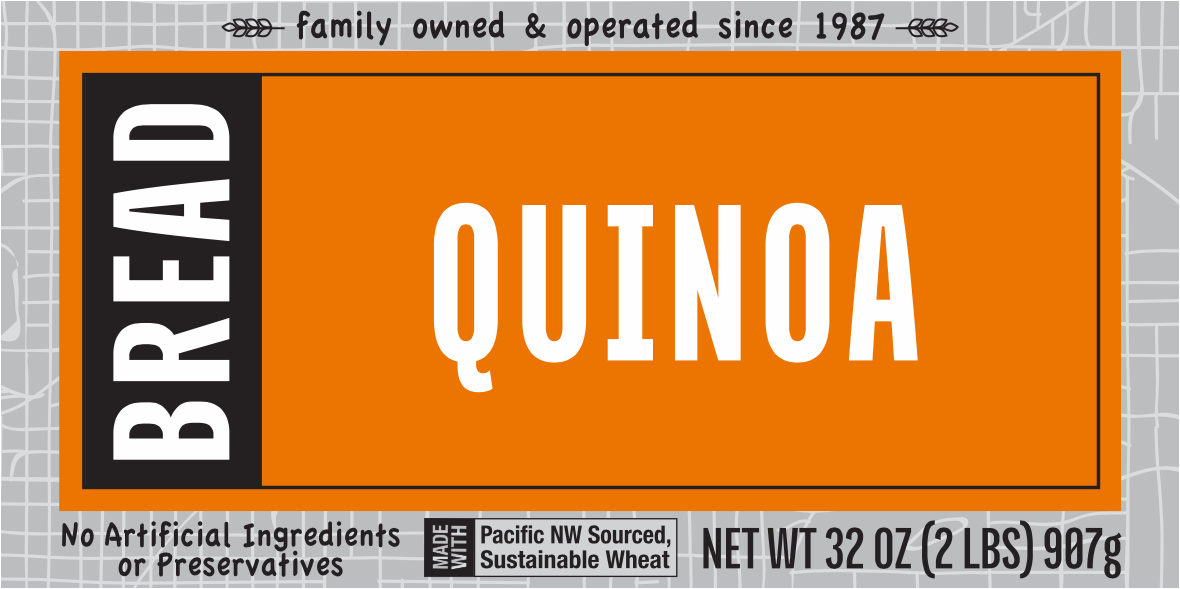 family owned & operated since 1987
BREAD
QUINOA
No Artificial Ingredients
or Preservatives
MADE
WITH
Pacific NW Sourced,
Sustainable Wheat
NET WT 32 OZ (2 LBS) 907g